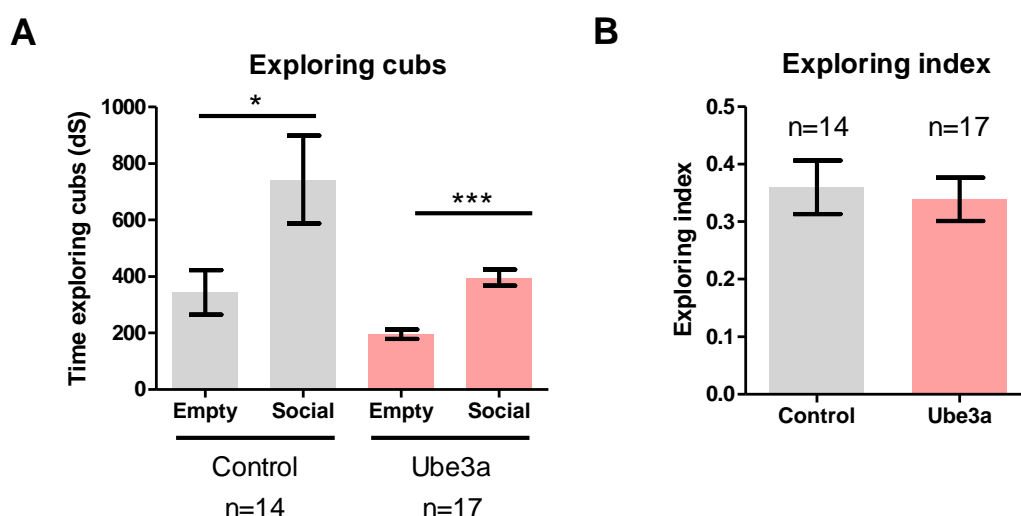 A
Exploring cubs
Time exploring cubs (dS)
1000
800
600
400
200
0
*
***
Empty Social Empty Social
Control Ube3a
n=14 n=17
B
Exploring index
Exploring index
0.5
0.4
0.3
0.2
0.1
0.0
n=14 n=17
Control Ube3a